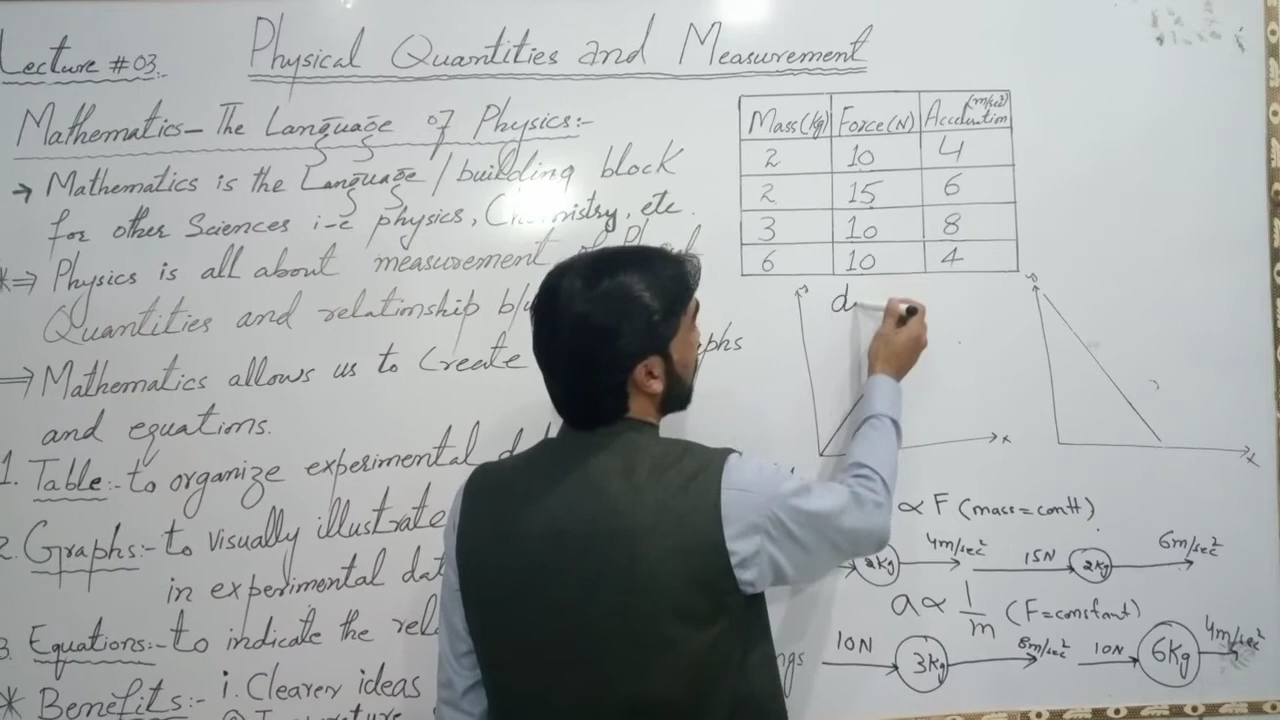 Lecture #03.
Physical Quantities and Measurement
Mathematics- The Language of Physics:-
→ Mathematics is the Language / building block
for other Sciences i-e physics, Chemistry, etc.
*⇒ Physics is all about measurement of
Quantities and relationship
⇒ Mathematics allows us to Create
and equations.
1. Table:- to organize experimental
2. Graphs:- to visually illustrate
in experimental
3. Equations:- to indicate the
* Benefits:- i. Clearer ideas
Mass(kg) Force(N) Acceleration (m/sec²)
2 10 4
2 15 6
3 10 8
6 10 4
d
x
x
∝ F (mass=contt)
2kg 4m/sec² 15N 2kg 6m/sec²
a ∝ 1/m (F=constant)
10N 3kg 8m/sec² 10N 6kg 4m/sec²